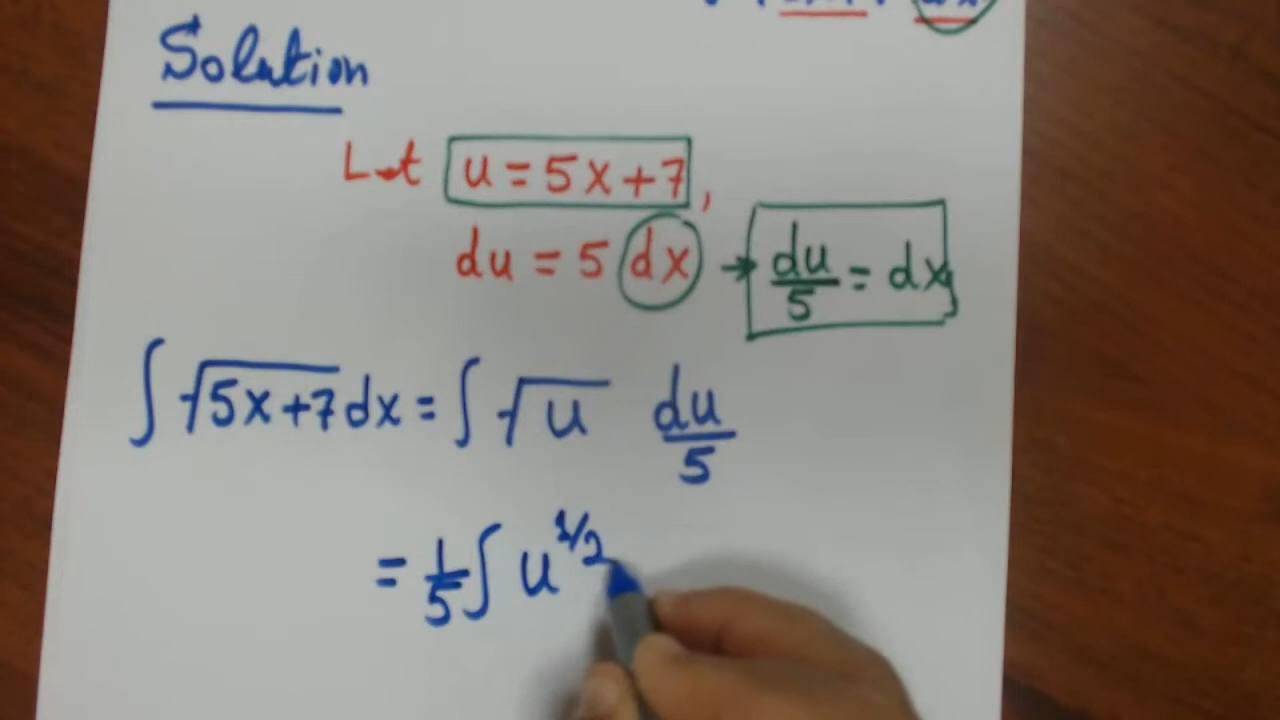 Solution
Let u = 5x+7,
du = 5 dx → du/5 = dx
∫ √5x+7 dx = ∫ √u du/5
= 1/5 ∫ u^1/2